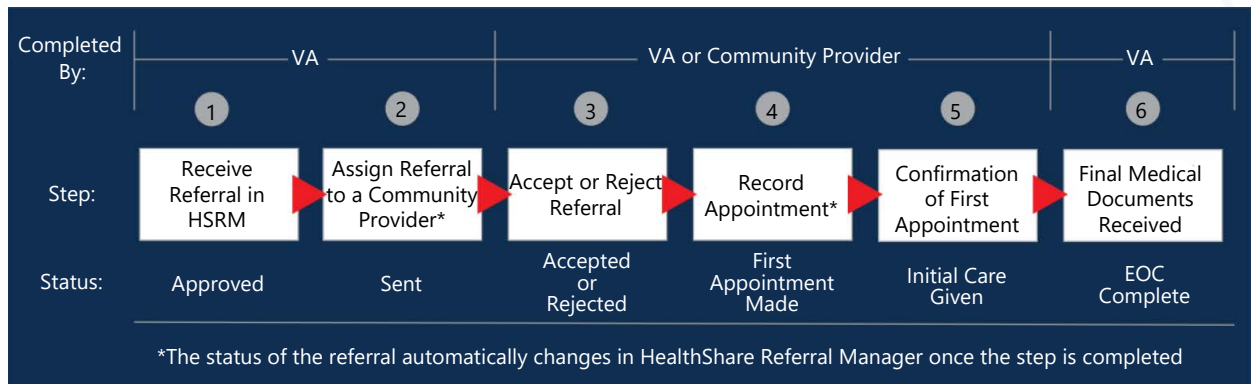 Completed
By:
VA
VA or Community Provider
VA
1
2
3
4
5
6
Step:
Receive
Referral in
HSRM
Assign Referral
to a Community
Provider*
Accept or Reject
Referral
Record
Appointment*
Confirmation
of First
Appointment
Final Medical
Documents
Received
Status:
Approved
Sent
Accepted
or
Rejected
First
Appointment
Made
Initial Care
Given
EOC
Complete
*The status of the referral automatically changes in HealthShare Referral Manager once the step is completed